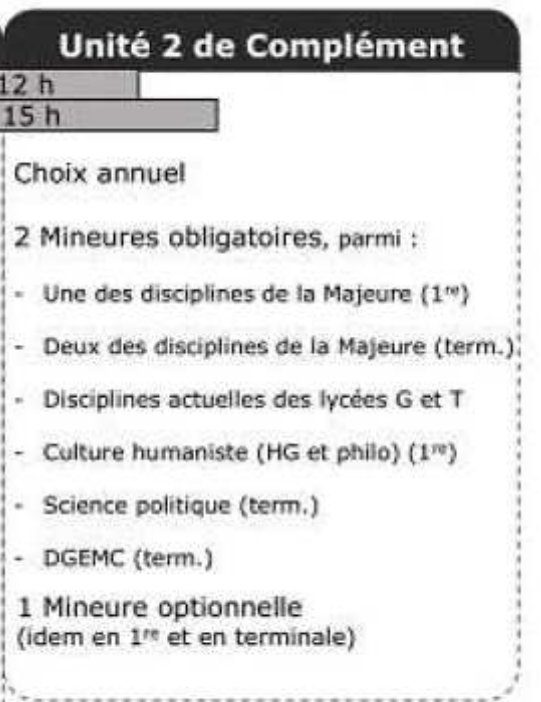 Unité 2 de Complément
12 h
15 h
Choix annuel
2 Mineures obligatoires, parmi :
- Une des disciplines de la Majeure (1re)
- Deux des disciplines de la Majeure (term.)
- Disciplines actuelles des lycées G et T
- Culture humaniste (HG et philo) (1re)
- Science politique (term.)
- DGEMC (term.)
1 Mineure optionnelle
(idem en 1re et en terminale)